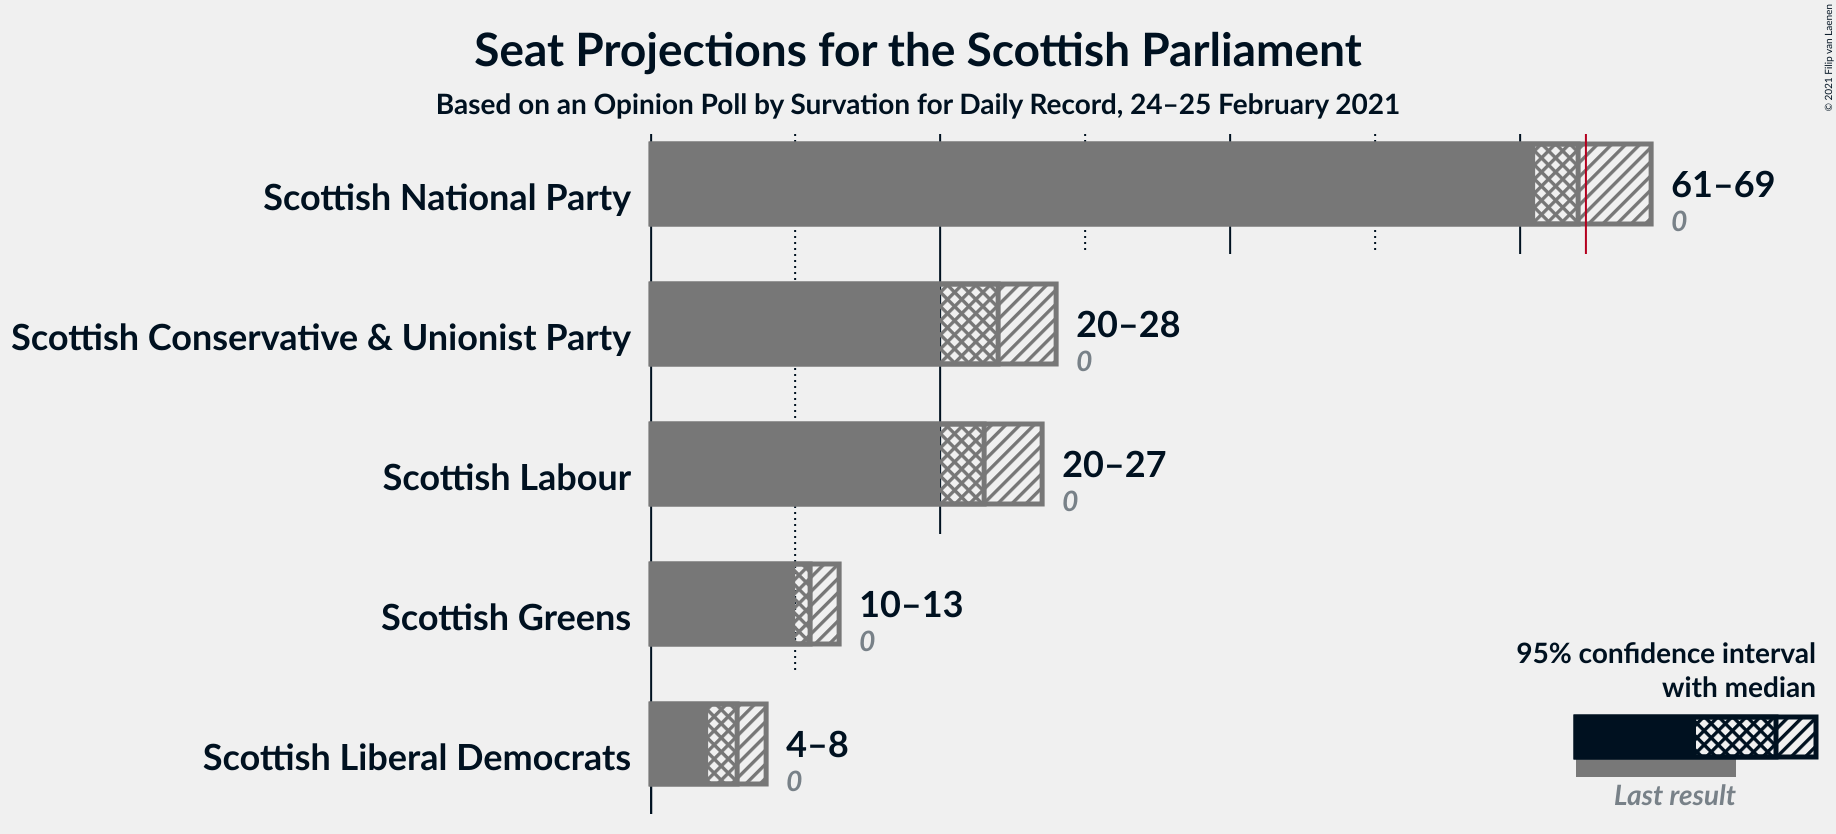 Seat Projections for the Scottish Parliament
Based on an Opinion Poll by Survation for Daily Record, 24–25 February 2021
© 2021 Filip van Laenen
Scottish National Party
61–69
0
Scottish Conservative & Unionist Party
20–28
0
Scottish Labour
20–27
0
Scottish Greens
10–13
0
Scottish Liberal Democrats
4–8
0
95% confidence interval
with median
Last result